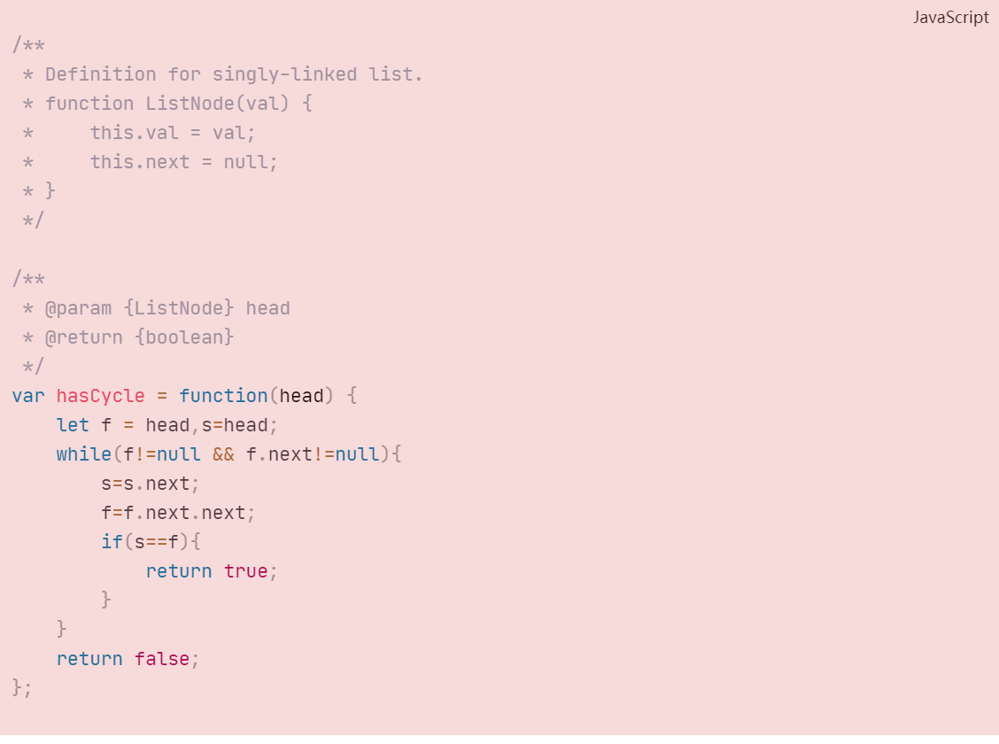 JavaScript
/**
 * Definition for singly-linked list.
 * function ListNode(val) {
 *     this.val = val;
 *     this.next = null;
 * }
 */

/**
 * @param {ListNode} head
 * @return {boolean}
 */
var hasCycle = function(head) {
    let f = head,s=head;
    while(f!=null && f.next!=null){
        s=s.next;
        f=f.next.next;
        if(s==f){
            return true;
        }
    }
    return false;
};